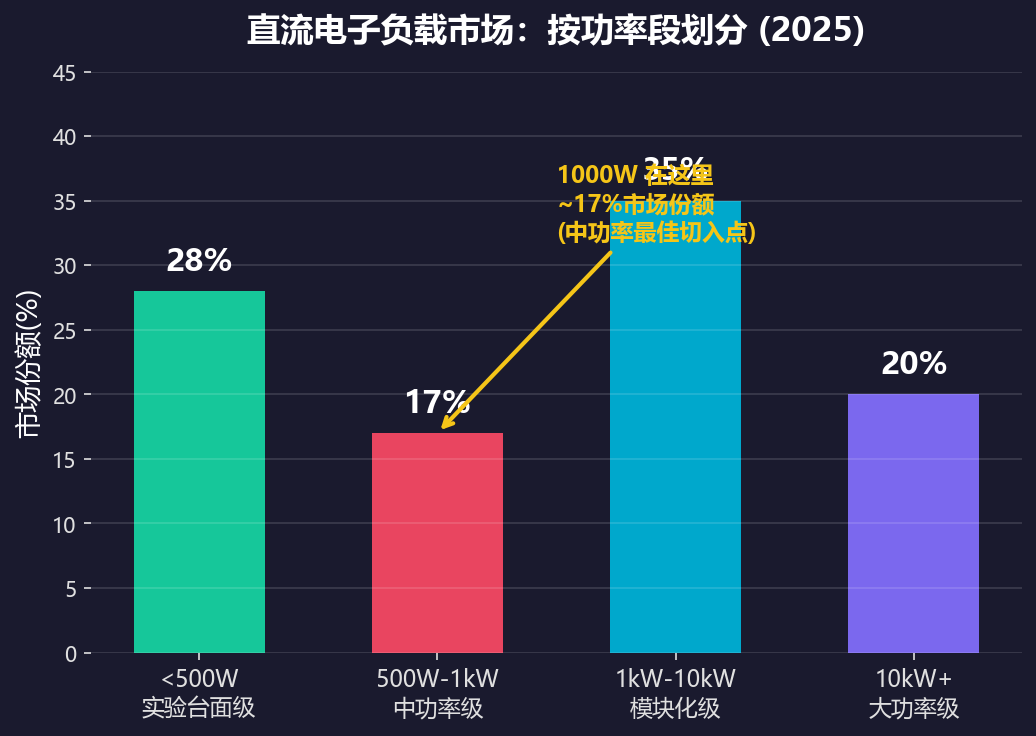 直流电子负载市场：按功率段划分 (2025)
市场份额(%)
45
40
35
30
25
20
15
10
5
0
28%
17%
35%
20%
1000W 在这里
~17%市场份额
(中功率最佳切入点)
<500W
实验台面级
500W-1kW
中功率级
1kW-10kW
模块化级
10kW+
大功率级